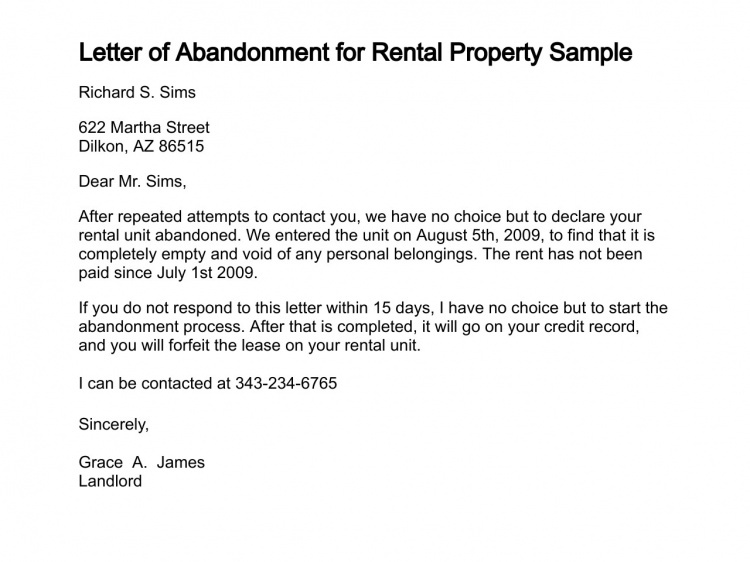 Letter of Abandonment for Rental Property Sample
Richard S. Sims
622 Martha Street
Dilkon, AZ 86515
Dear Mr. Sims,
After repeated attempts to contact you, we have no choice but to declare your
rental unit abandoned. We entered the unit on August 5th, 2009, to find that it is
completely empty and void of any personal belongings. The rent has not been
paid since July 1st 2009.
If you do not respond to this letter within 15 days, I have no choice but to start the
abandonment process. After that is completed, it will go on your credit record,
and you will forfeit the lease on your rental unit.
I can be contacted at 343-234-6765
Sincerely,
Grace A. James
Landlord